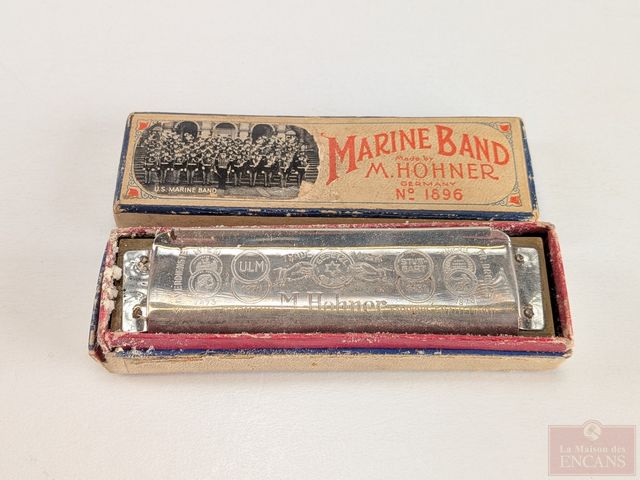 MARINE BAND
Made by
M. HOHNER
GERMANY
No 1896
U.S. MARINE BAND
ULM
M. Hohner
La Maison des
ENCANS